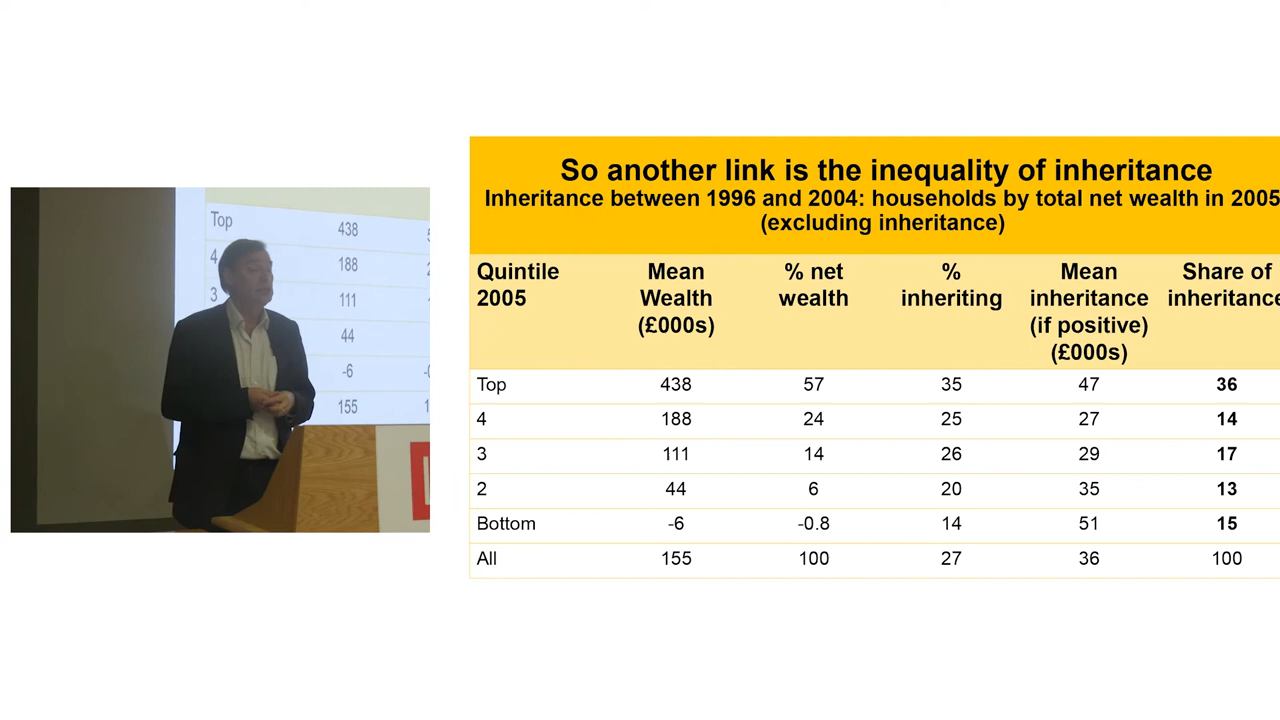 So another link is the inequality of inheritance
Inheritance between 1996 and 2004: households by total net wealth in 2005
(excluding inheritance)
Quintile 2005 Mean Wealth (£000s) % net wealth % inheriting Mean inheritance (if positive) (£000s) Share of inheritance
Top 438 57 35 47 36
4 188 24 25 27 14
3 111 14 26 29 17
2 44 6 20 35 13
Bottom -6 -0.8 14 51 15
All 155 100 27 36 100
Top 438
4 188
3 111
44
-6
155